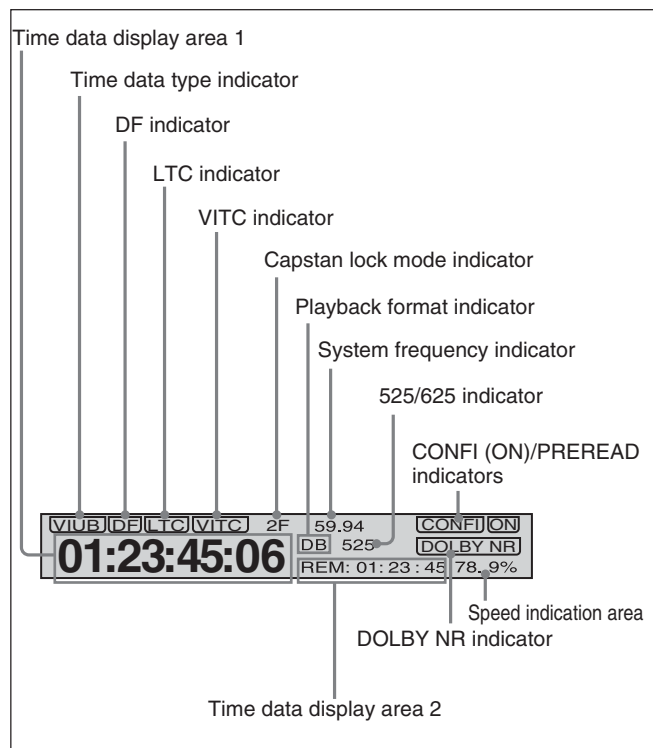 Time data display area 1
Time data type indicator
DF indicator
LTC indicator
VITC indicator
Capstan lock mode indicator
Playback format indicator
System frequency indicator
525/625 indicator
CONFI (ON)/PREREAD
indicators
VIUB DF LTC VITC 2F 59.94 CONFI ON
01:23:45:06 DB 525 DOLBY NR
REM: 01: 23 : 45 78. 9%
Speed indication area
DOLBY NR indicator
Time data display area 2